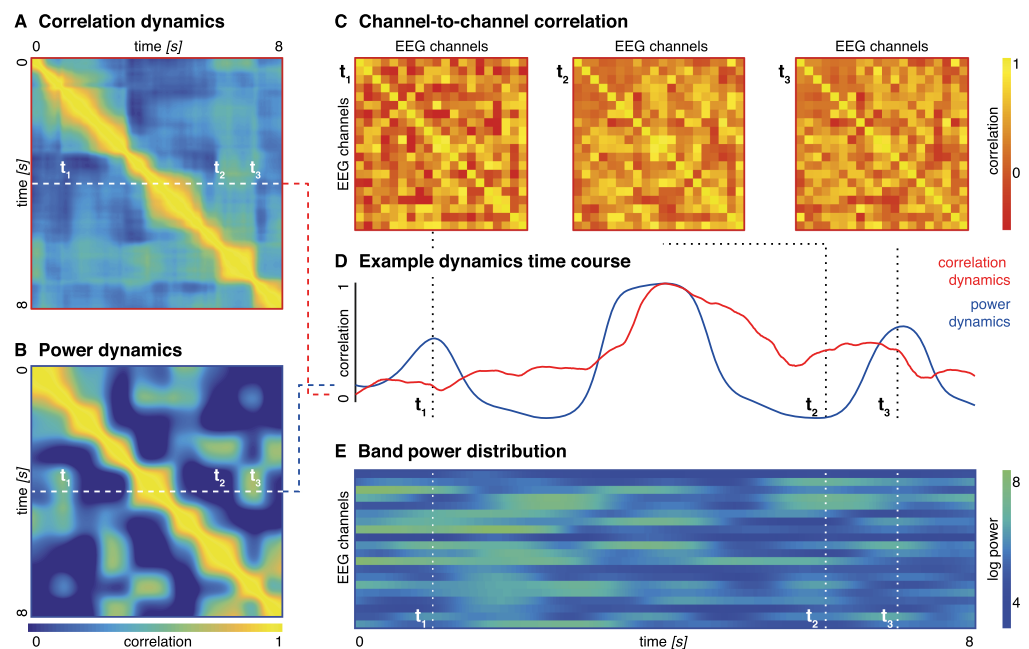 A Correlation dynamics
0 time [s] 8
0
time [s]
8
t1
t2
t3
B Power dynamics
0
time [s]
8
t1
t2
t3
0 correlation 1
C Channel-to-channel correlation
EEG channels
EEG channels
EEG channels
t1
t2
t3
EEG channels
1
0
correlation
D Example dynamics time course
correlation
dynamics
power
dynamics
1
correlation
0
t1
t2
t3
E Band power distribution
EEG channels
t1
t2
t3
0 time [s] 8
8
log power
4